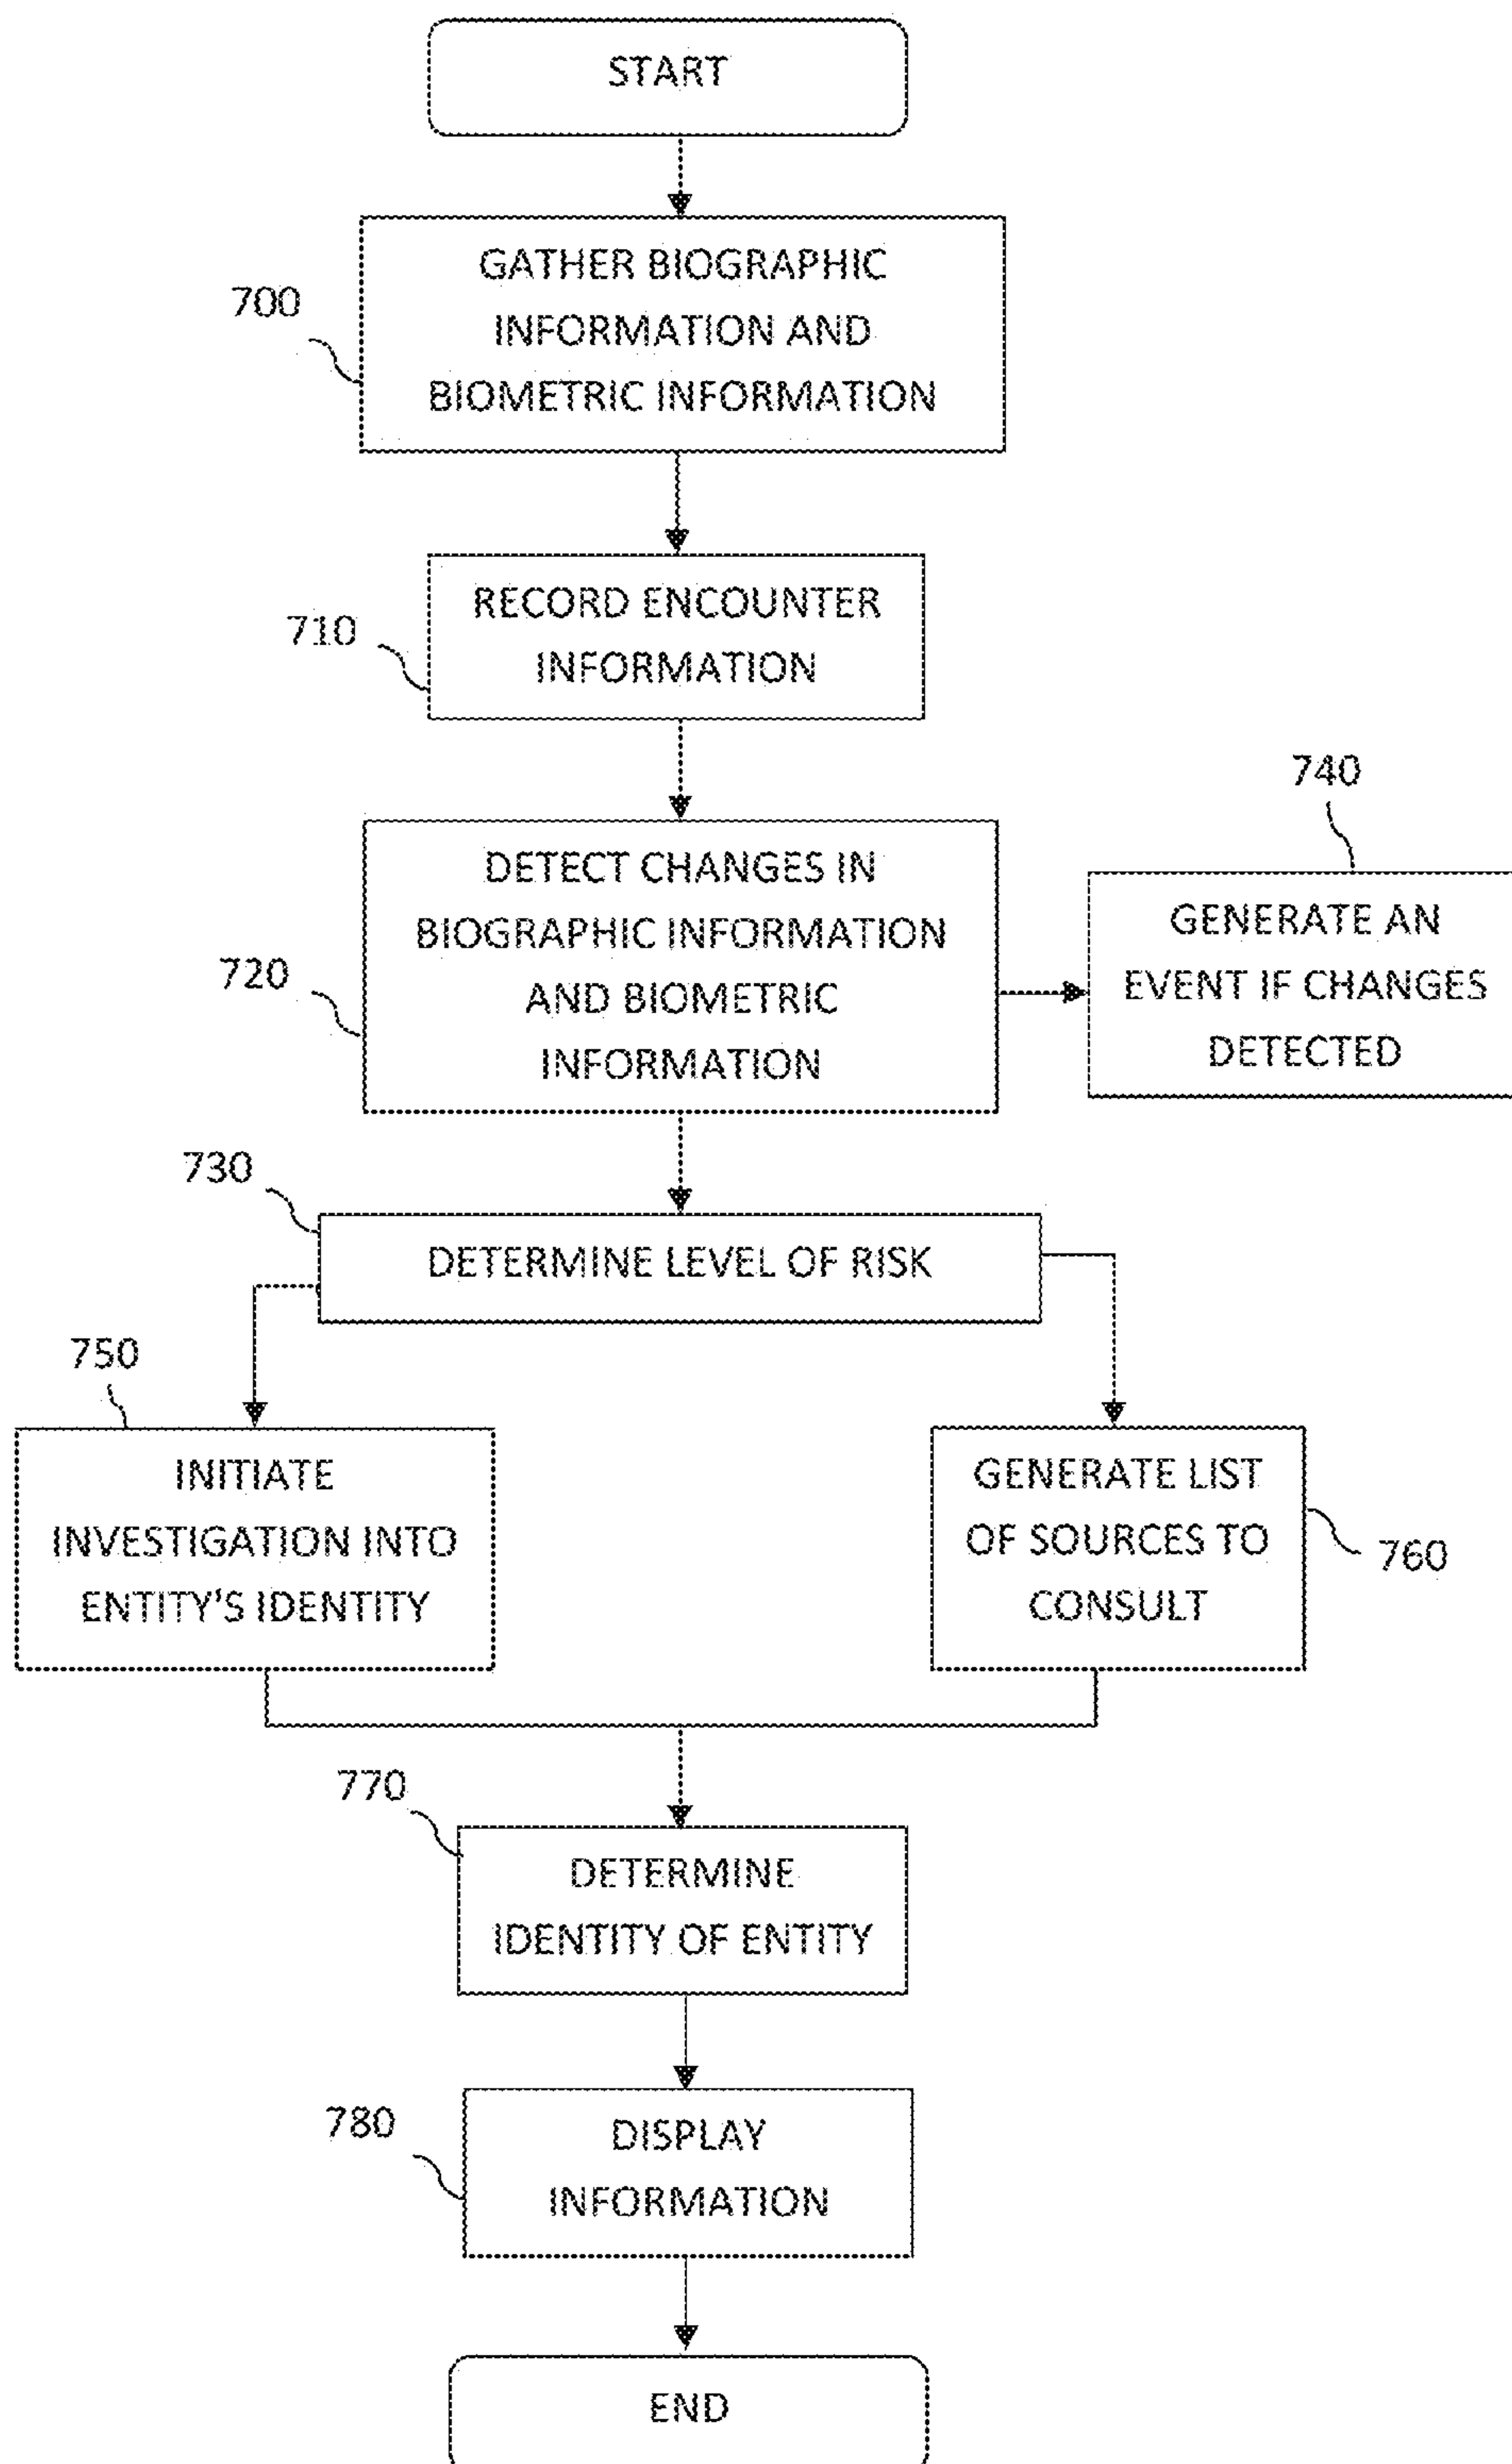 START
700
GATHER BIOGRAPHIC
INFORMATION AND
BIOMETRIC INFORMATION
710
RECORD ENCOUNTER
INFORMATION
720
DETECT CHANGES IN
BIOGRAPHIC INFORMATION
AND BIOMETRIC
INFORMATION
740
GENERATE AN
EVENT IF CHANGES
DETECTED
730
DETERMINE LEVEL OF RISK
750
INITIATE
INVESTIGATION INTO
ENTITY'S IDENTITY
760
GENERATE LIST
OF SOURCES TO
CONSULT
770
DETERMINE
IDENTITY OF ENTITY
780
DISPLAY
INFORMATION
END